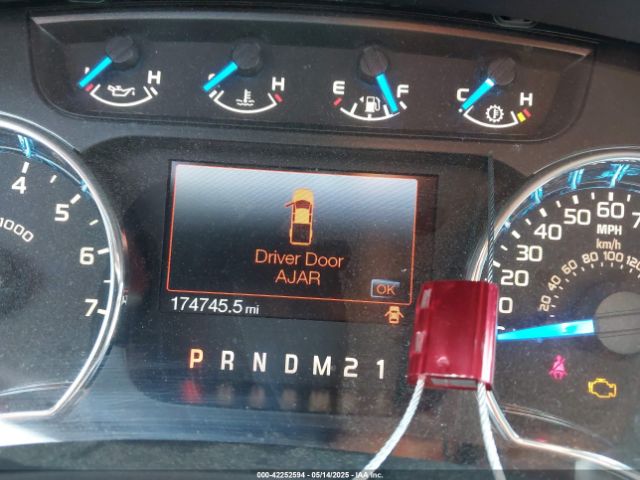 H
H
E F
C H
4 5 6 7
1000
Driver Door
AJAR
OK
174745.5 mi
P R N D M 2 1
30 40 50 60
MPH
km/h
20 40 60 80 100 120
000-42252594 - 05/14/2025 - IAA Inc.